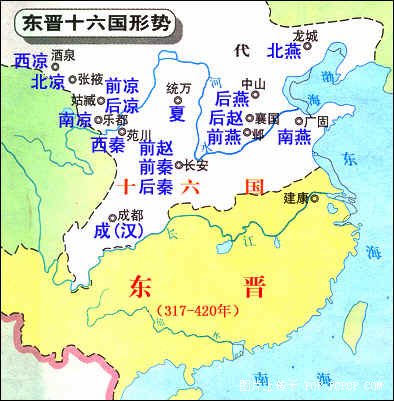 东晋十六国形势
代
龙城
北燕
西凉
酒泉
北凉
张掖
前凉
后凉
姑臧
南凉
乐都
西秦
苑川
统万
夏
河
水
中山
后燕
后赵
襄国
前燕
邺
渤
海
广固
南燕
前赵
前秦
后秦
长安
十六国
成都
成(汉)
建康
长
江
东
海
东晋
(317-420年)
南海